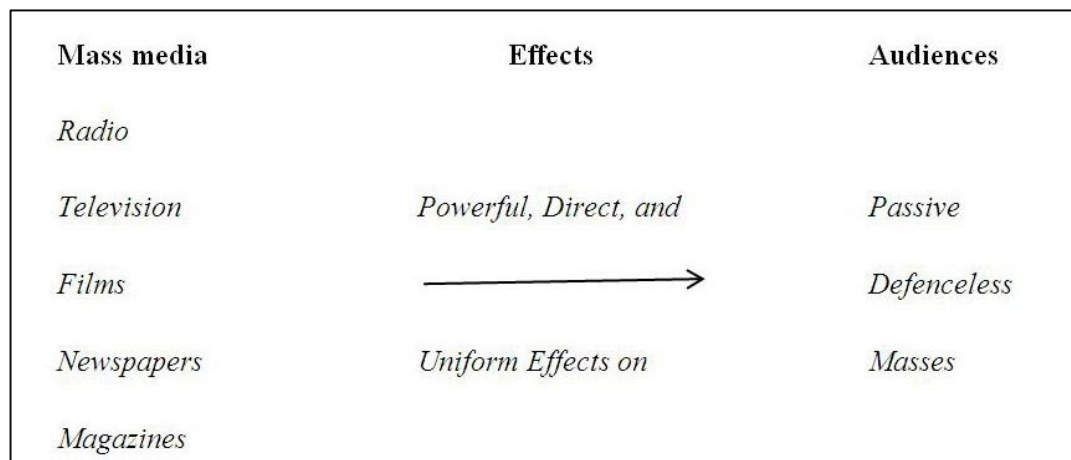 Mass media Effects Audiences
Radio
Television Powerful, Direct, and Passive
Films Defenceless
Newspapers Uniform Effects on Masses
Magazines